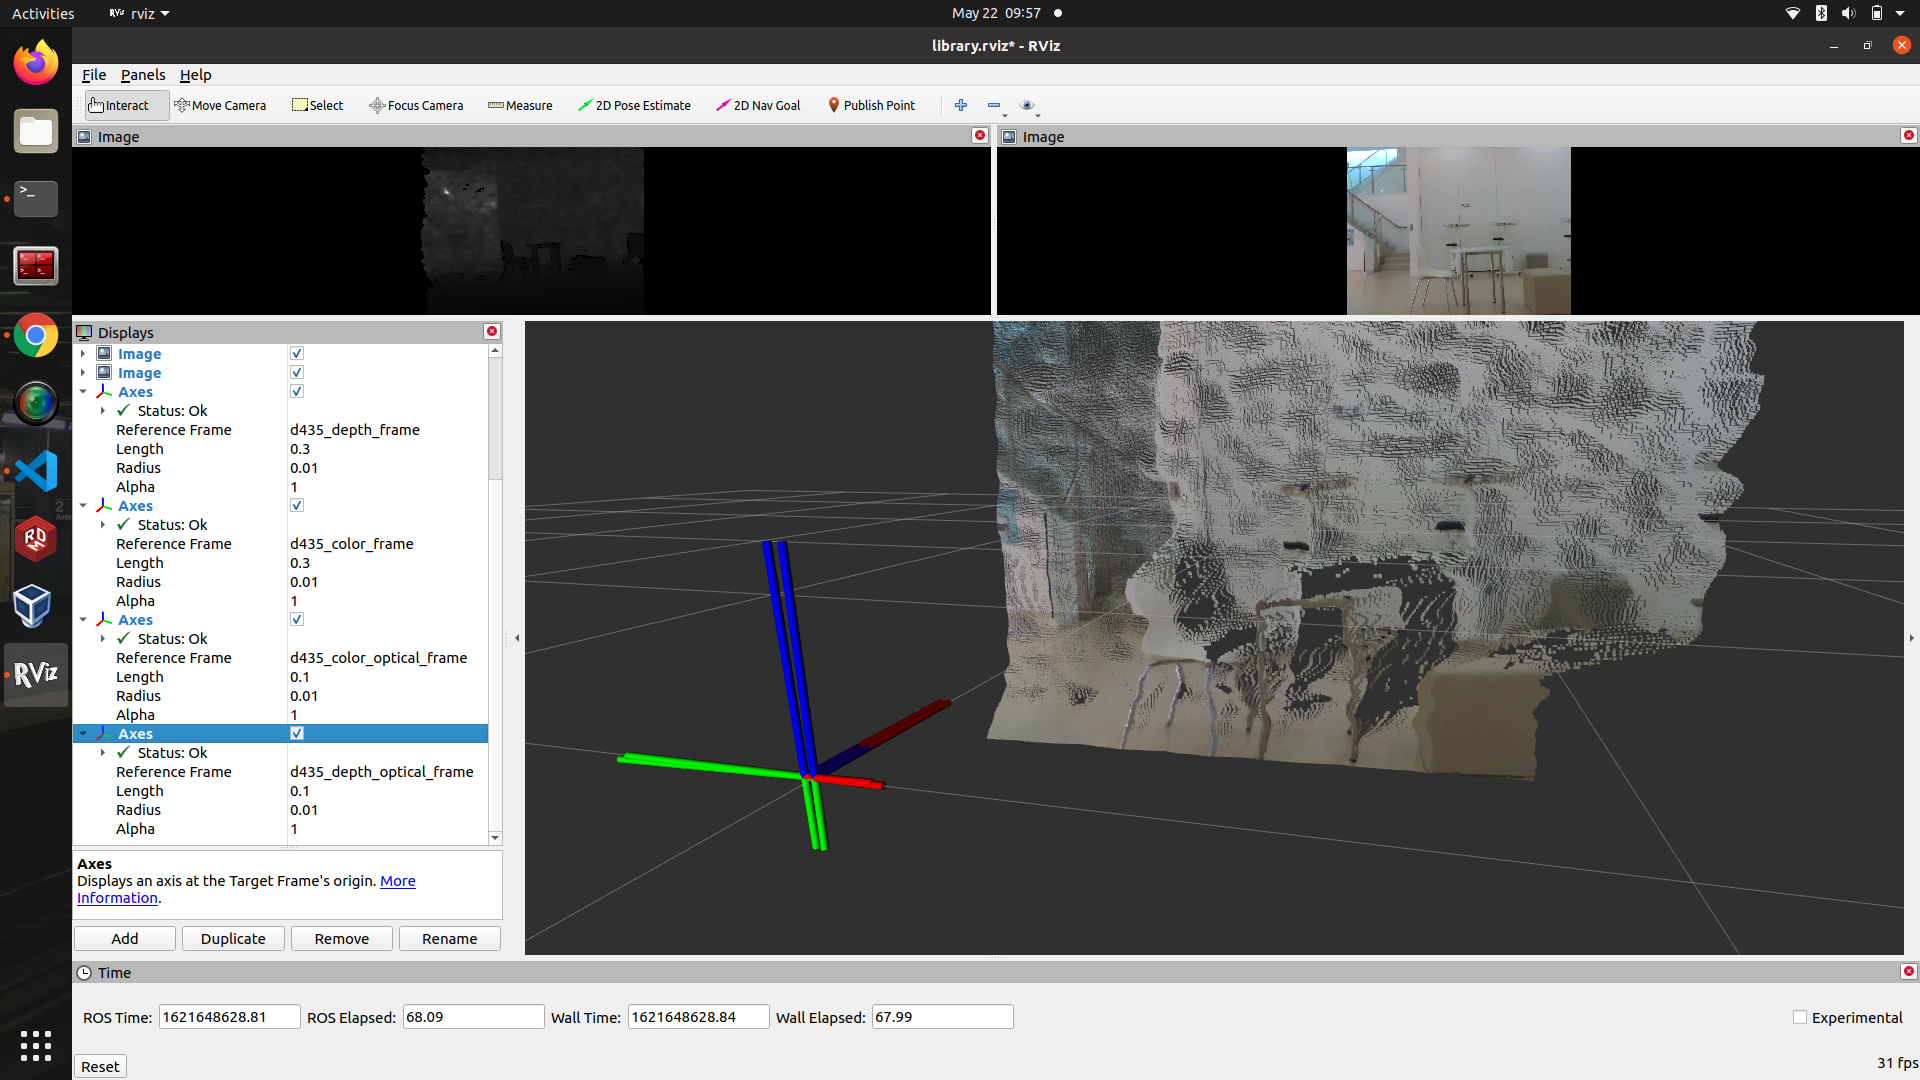 Activities
RViz rviz
May 22 09:57
library.rviz* - RViz
File Panels Help
Interact Move Camera Select Focus Camera Measure 2D Pose Estimate 2D Nav Goal Publish Point
Image
Image
Displays
Image
Image
Axes
Status: Ok
Reference Frame d435_depth_frame
Length 0.3
Radius 0.01
Alpha 1
Axes
Status: Ok
Reference Frame d435_color_frame
Length 0.3
Radius 0.01
Alpha 1
Axes
Status: Ok
Reference Frame d435_color_optical_frame
Length 0.1
Radius 0.01
Alpha 1
Axes
Status: Ok
Reference Frame d435_depth_optical_frame
Length 0.1
Radius 0.01
Alpha 1
RViz
Axes
Displays an axis at the Target Frame's origin. More
Information.
Add Duplicate Remove Rename
Time
ROS Time: 1621648628.81 ROS Elapsed: 68.09 Wall Time: 1621648628.84 Wall Elapsed: 67.99 Experimental
Reset
31 fps